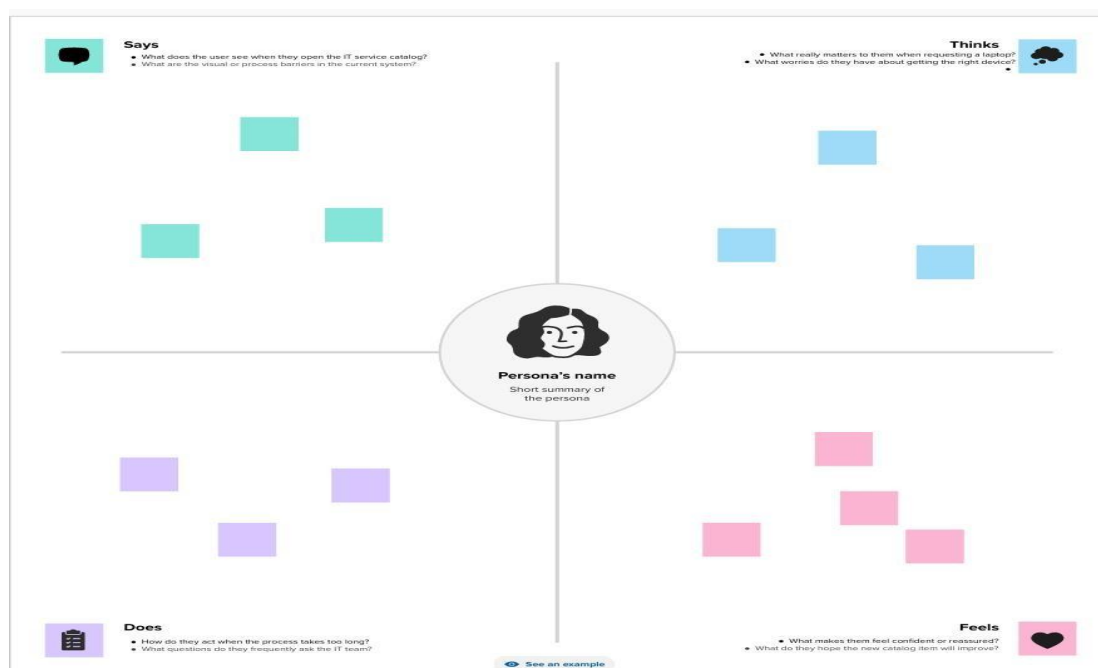 Says
• What does the user see when they open the IT service catalog?
• What are the visual or process barriers in the current system?
Thinks
• What really matters to them when requesting a laptop?
• What worries do they have about getting the right device?
•
Persona's name
Short summary of
the persona
Does
• How do they act when the process takes too long?
• What questions do they frequently ask the IT team?
Feels
• What makes them feel confident or reassured?
• What do they hope the new catalog item will improve?
See an example